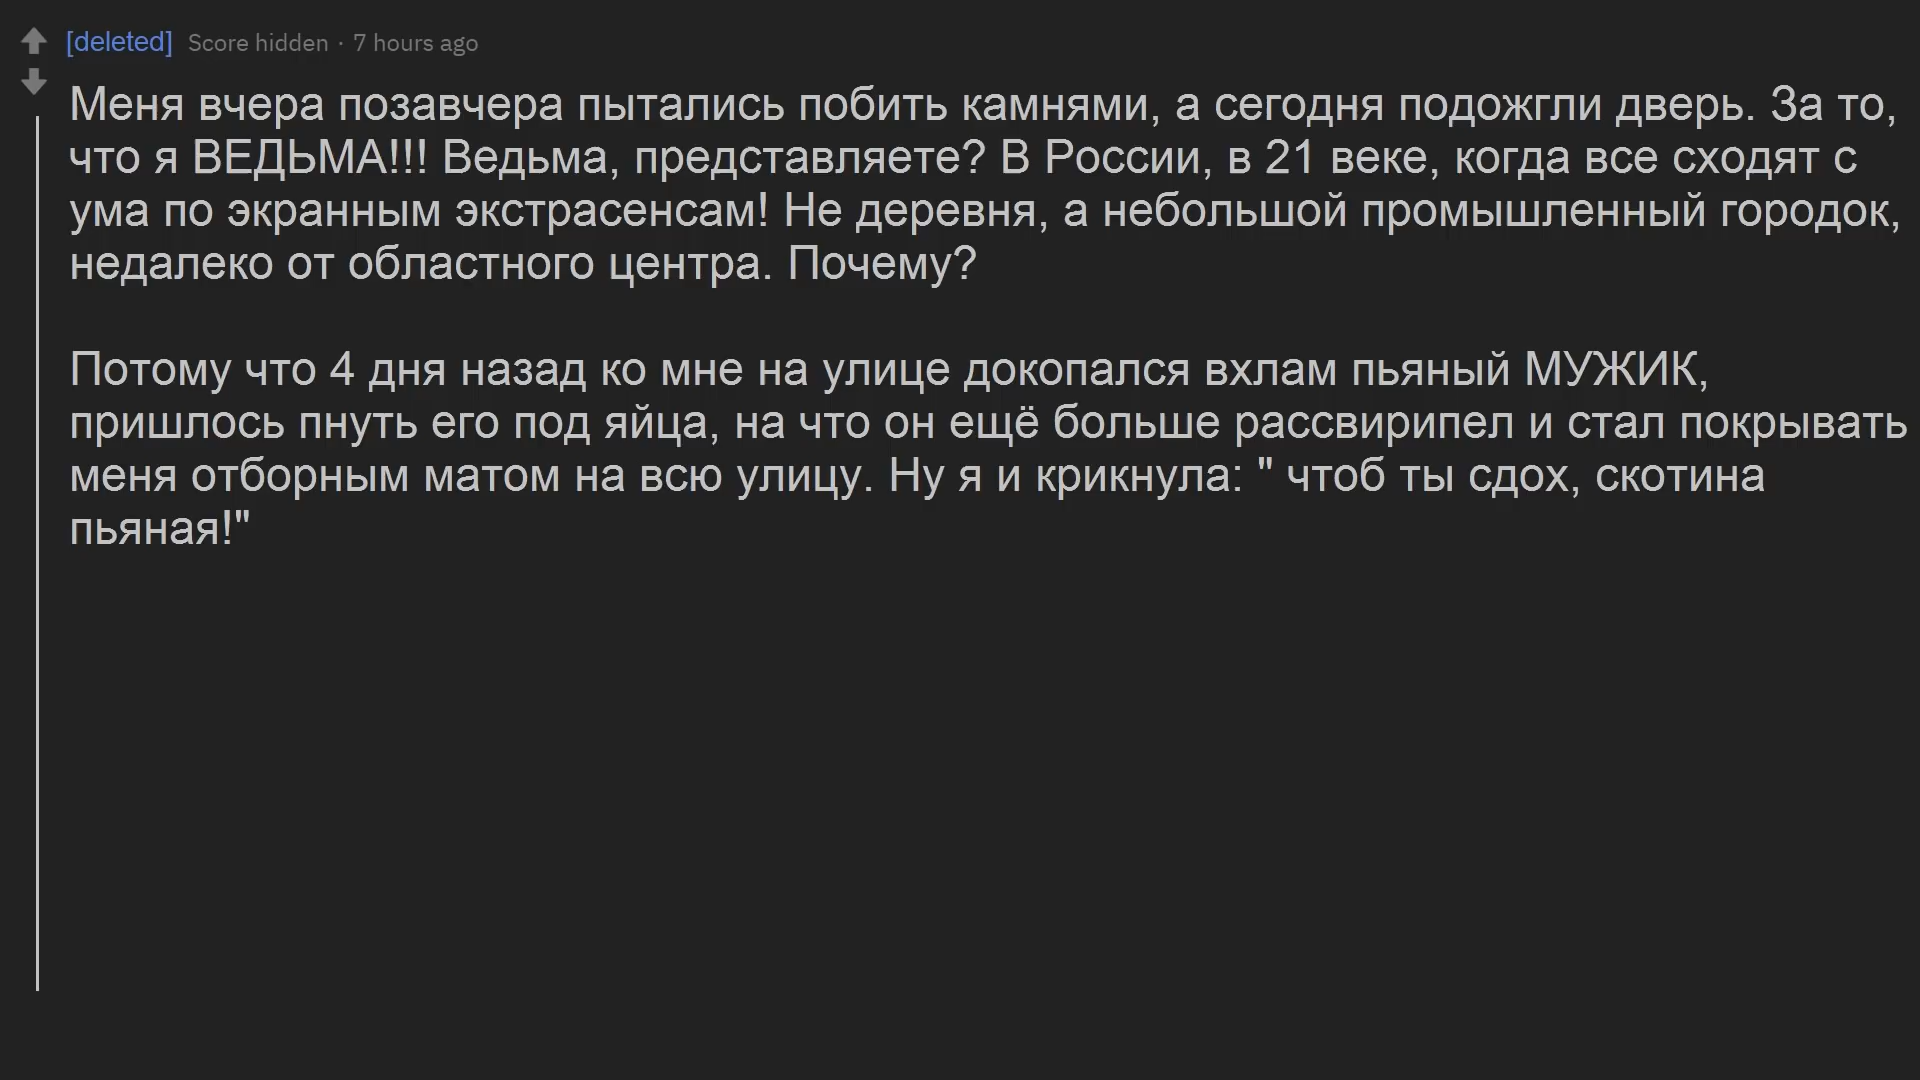 [deleted] Score hidden · 7 hours ago
Меня вчера позавчера пытались побить камнями, а сегодня подожгли дверь. За то,
что я ВЕДЬМА!!! Ведьма, представляете? В России, в 21 веке, когда все сходят с
ума по экранным экстрасенсам! Не деревня, а небольшой промышленный городок,
недалеко от областного центра. Почему?
Потому что 4 дня назад ко мне на улице докопался вхлам пьяный МУЖИК,
пришлось пнуть его под яйца, на что он ещё больше рассвирипел и стал покрывать
меня отборным матом на всю улицу. Ну я и крикнула: " чтоб ты сдох, скотина
пьяная!"